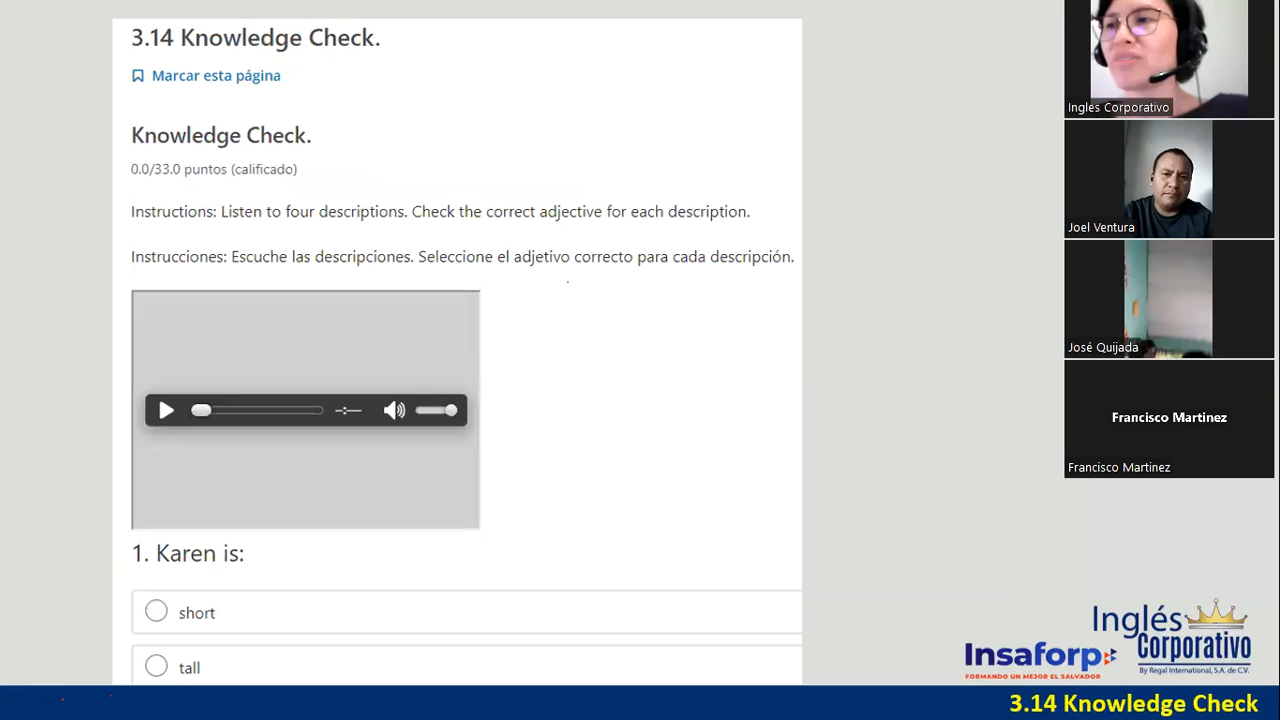 3.14 Knowledge Check.
Marcar esta página
Knowledge Check.
0.0/33.0 puntos (calificado)
Instructions: Listen to four descriptions. Check the correct adjective for each description.
Instrucciones: Escuche las descripciones. Seleccione el adjetivo correcto para cada descripción.
1. Karen is:
short
tall
Ingles Corporativo
Joel Ventura
José Quijada
Francisco Martinez
Francisco Martinez
Insaforp
FORMANDO UN MEJOR EL SALVADOR
Inglés
Corporativo
By Regal International, S.A. de C.V.
3.14 Knowledge Check